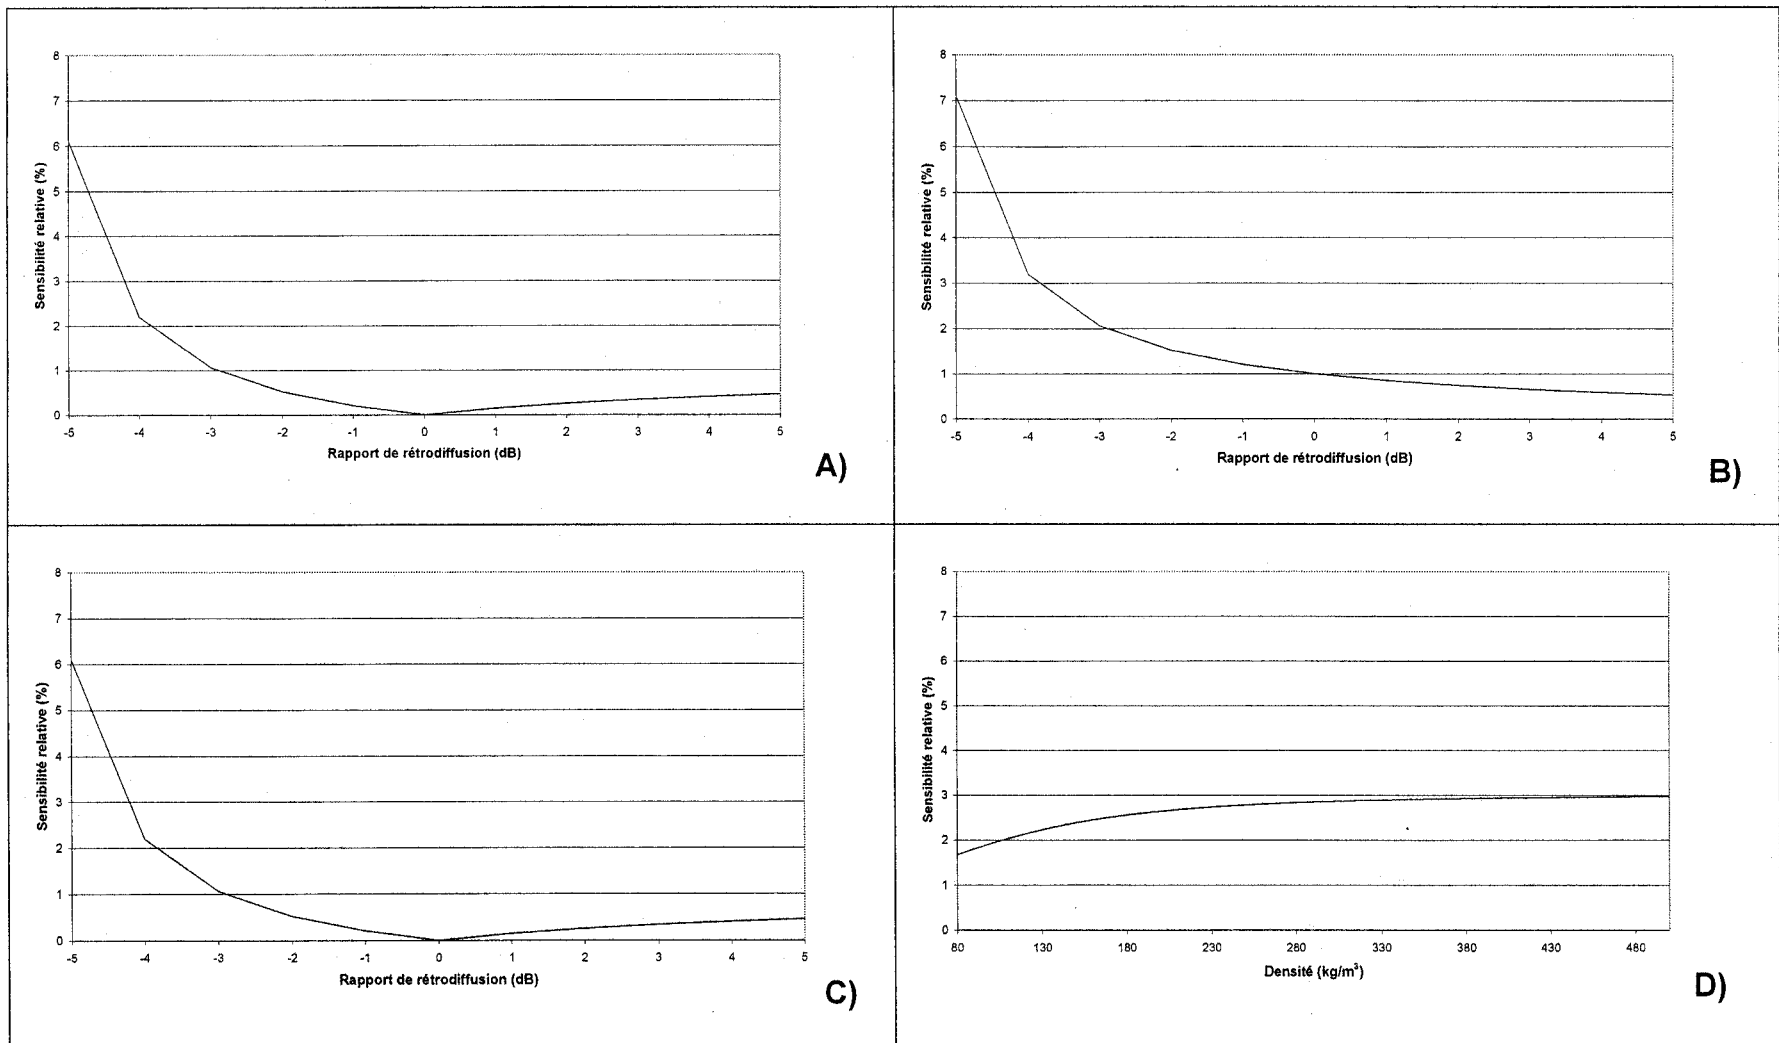 8
7
6
5
4
3
2
1
0
Sensibilité relative (%)
-5 -4 -3 -2 -1 0 1 2 3 4 5
Rapport de rétrodiffusion (dB)
A)
8
7
6
5
4
3
2
1
0
Sensibilité relative (%)
-5 -4 -3 -2 -1 0 1 2 3 4 5
Rapport de rétrodiffusion (dB)
B)
8
7
6
5
4
3
2
1
0
Sensibilité relative (%)
-5 -4 -3 -2 -1 0 1 2 3 4 5
Rapport de rétrodiffusion (dB)
C)
8
7
6
5
4
3
2
1
0
Sensibilité relative (%)
80 130 180 230 280 330 380 430 480
Densité (kg/m³)
D)